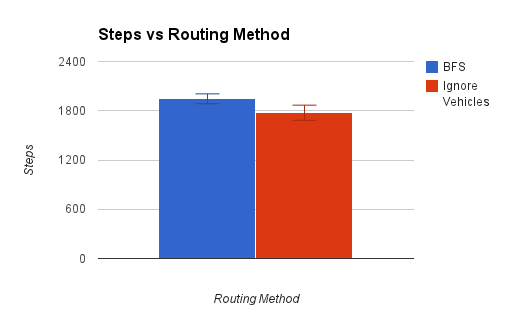 Steps vs Routing Method
2400
1800
1200
600
0
Steps
Routing Method
BFS
Ignore
Vehicles